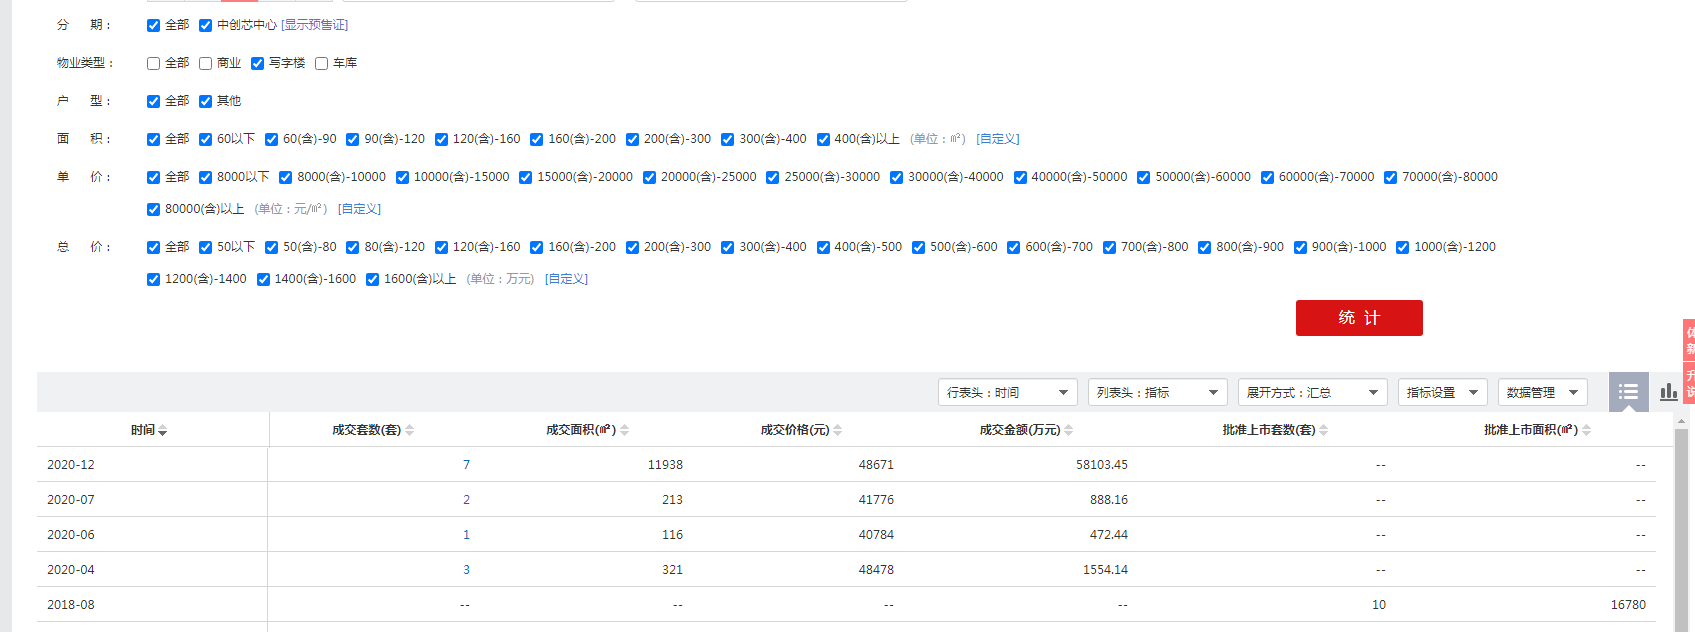 分 期： 全部 中创芯中心 [显示预售证]
物业类型： 全部 商业 写字楼 车库
户 型： 全部 其他
面 积： 全部 60以下 60(含)-90 90(含)-120 120(含)-160 160(含)-200 200(含)-300 300(含)-400 400(含)以上 (单位：㎡) [自定义]
单 价： 全部 8000以下 8000(含)-10000 10000(含)-15000 15000(含)-20000 20000(含)-25000 25000(含)-30000 30000(含)-40000 40000(含)-50000 50000(含)-60000 60000(含)-70000 70000(含)-80000
80000(含)以上 (单位：元/㎡) [自定义]
总 价： 全部 50以下 50(含)-80 80(含)-120 120(含)-160 160(含)-200 200(含)-300 300(含)-400 400(含)-500 500(含)-600 600(含)-700 700(含)-800 800(含)-900 900(含)-1000 1000(含)-1200
1200(含)-1400 1400(含)-1600 1600(含)以上 (单位：万元) [自定义]
统 计
行表头：时间 列表头：指标 展开方式：汇总 指标设置 数据管理
时间 成交套数(套) 成交面积(㎡) 成交价格(元) 成交金额(万元) 批准上市套数(套) 批准上市面积(㎡)
2020-12 7 11938 48671 58103.45 -- --
2020-07 2 213 41776 888.16 -- --
2020-06 1 116 40784 472.44 -- --
2020-04 3 321 48478 1554.14 -- --
2018-08 -- -- -- -- 10 16780